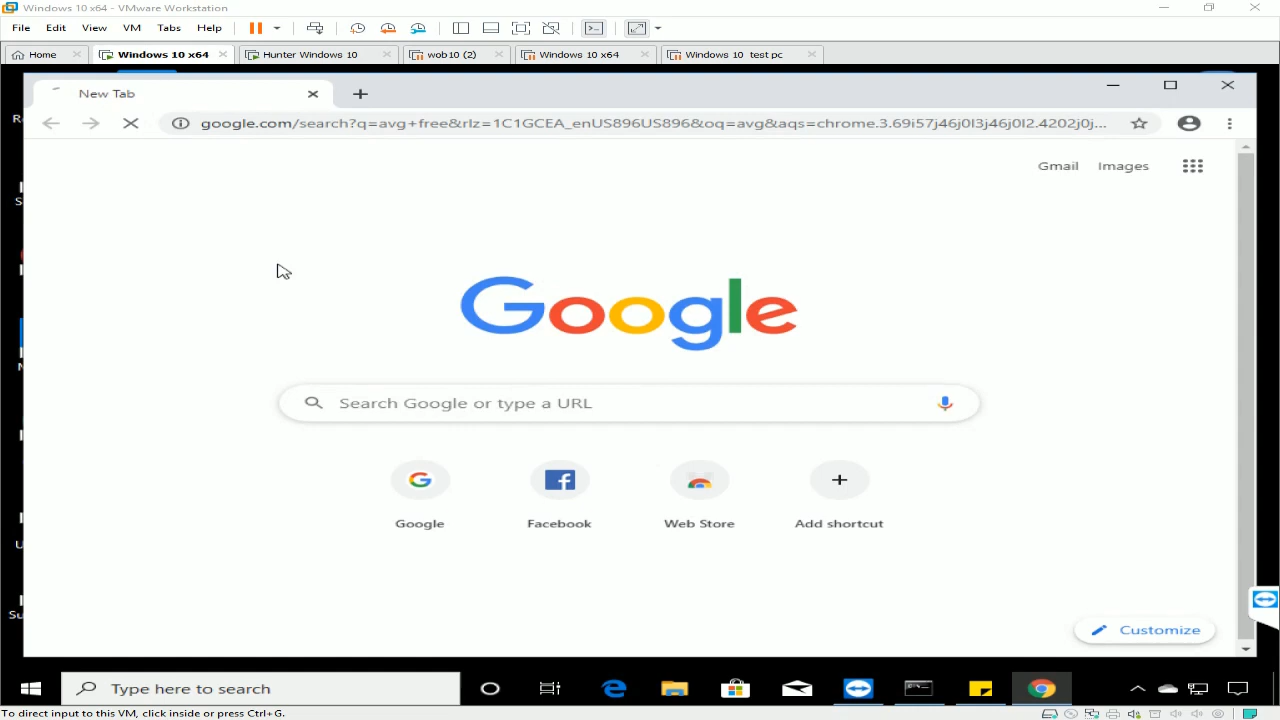 Windows 10 x64 - VMware Workstation
File Edit View VM Tabs Help
Home Windows 10 x64 Hunter Windows 10 wob10 (2) Windows 10 x64 Windows 10 test pc
New Tab
google.com/search?q=avg+free&rlz=1C1GCEA_enUS896US896&oq=avg&aqs=chrome.3.69i57j46j0l3j46j0l2.4202j0j...
Gmail Images
Google
Search Google or type a URL
Google Facebook Web Store Add shortcut
Customize
Type here to search
To direct input to this VM, click inside or press Ctrl+G.